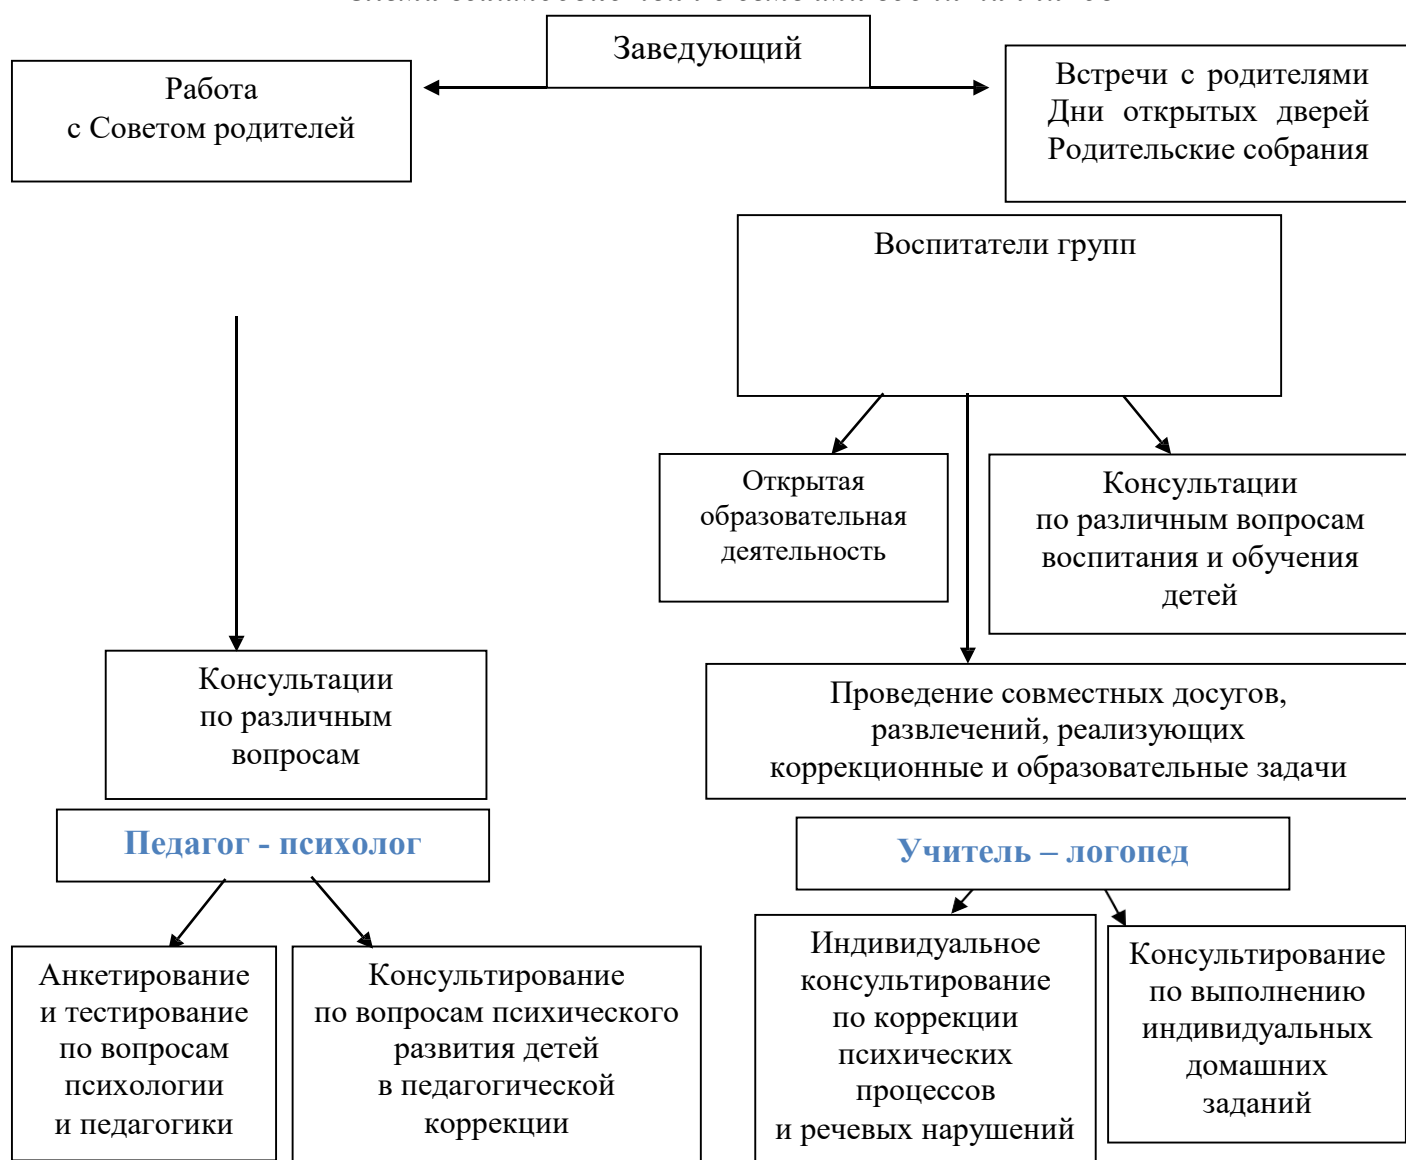 Заведующий
Работа
с Советом родителей
Встречи с родителями
Дни открытых дверей
Родительские собрания
Воспитатели групп
Открытая
образовательная
деятельность
Консультации
по различным вопросам
воспитания и обучения
детей
Консультации
по различным
вопросам
Проведение совместных досугов,
развлечений, реализующих
коррекционные и образовательные задачи
Педагог - психолог
Учитель – логопед
Анкетирование
и тестирование
по вопросам
психологии
и педагогики
Консультирование
по вопросам психического
развития детей
в педагогической
коррекции
Индивидуальное
консультирование
по коррекции
психических
процессов
и речевых нарушений
Консультирование
по выполнению
индивидуальных
домашних
заданий